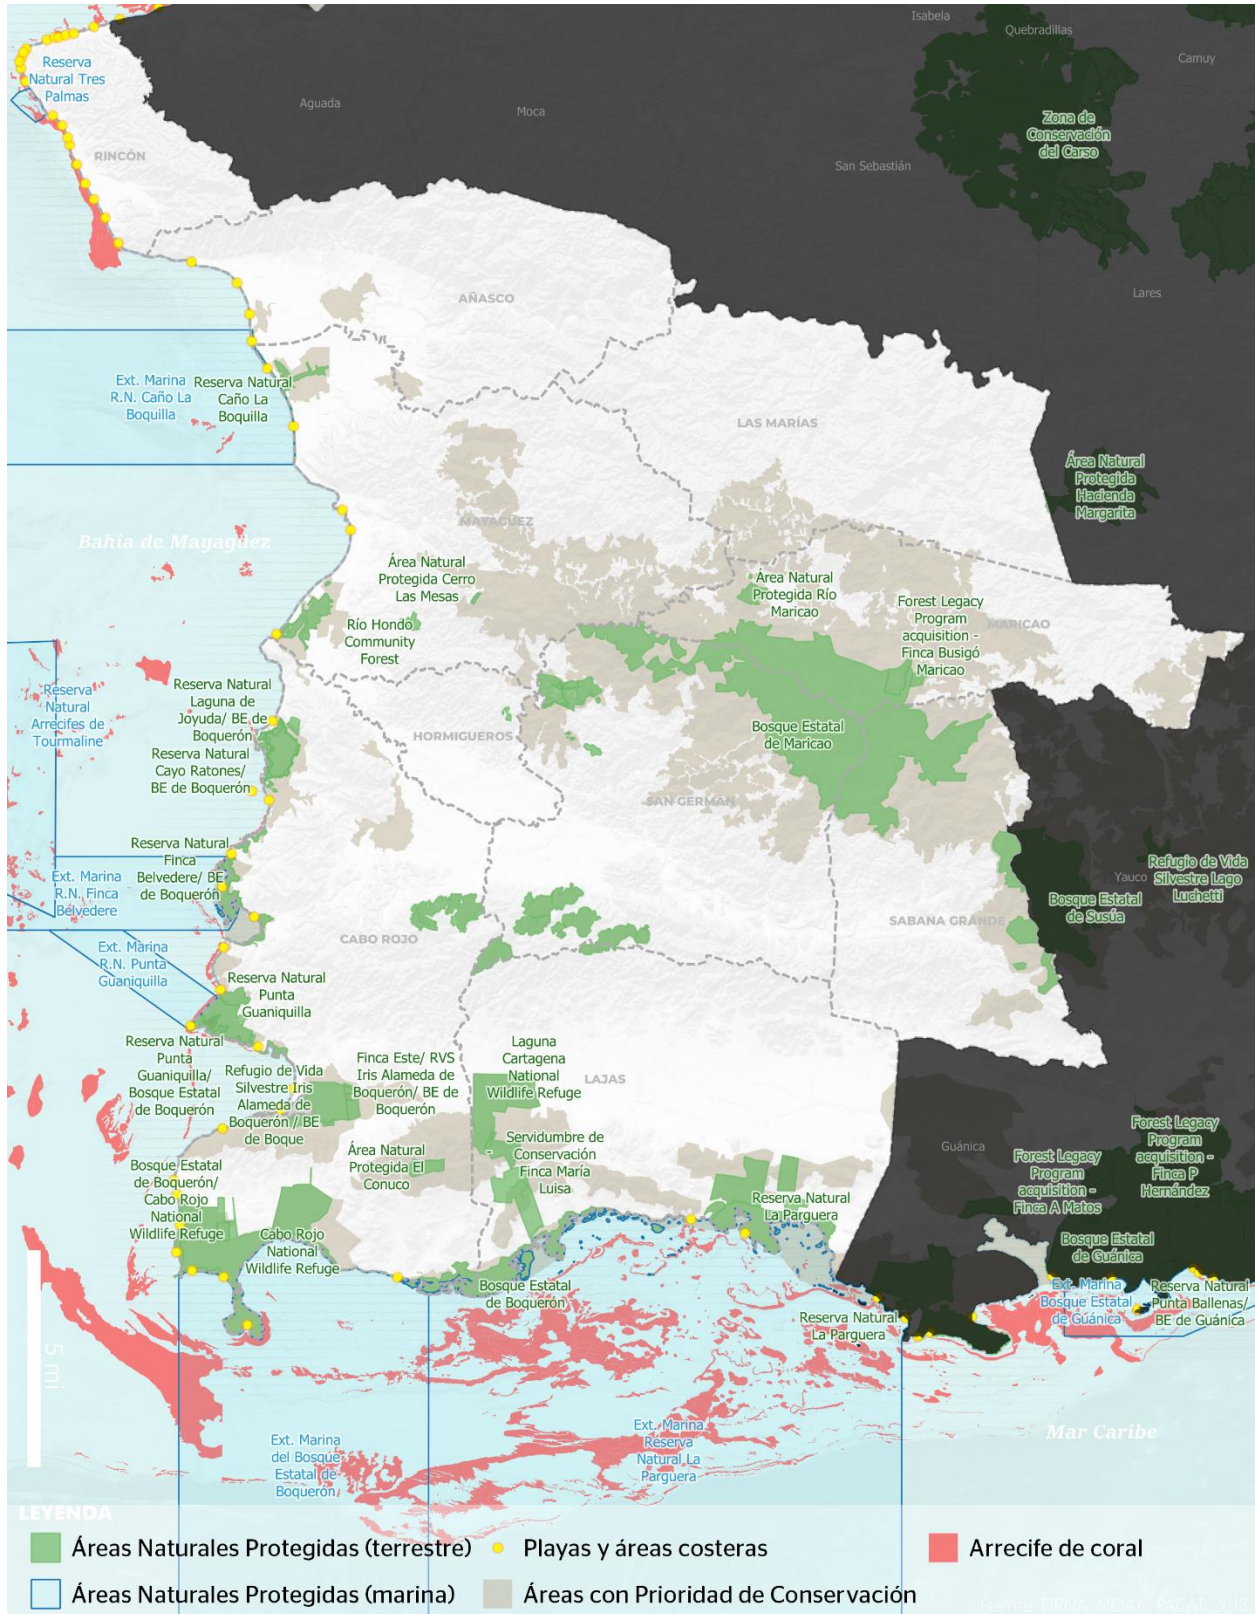 Isabela
Quebradillas
Camuy
Reserva
Natural Tres
Palmas
Aguada
Moca
Zona de
Conservación
del Carso
RINCÓN
San Sebastián
Lares
AÑASCO
Ext. Marina
R.N. Caño La
Boquilla
Reserva Natural
Caño La
Boquilla
LAS MARÍAS
Área Natural
Protegida
Hacienda
Margarita
MAYAGÜEZ
Bahía de Mayagüez
Área Natural
Protegida Cerro
Las Mesas
Área Natural
Protegida Río
Maricao
Forest Legacy
Program
acquisition -
Finca Busigó
Maricao
MARICAO
Río Hondo
Community
Forest
Reserva
Natural
Arrecifes de
Tourmaline
Reserva Natural
Laguna de
Joyuda/ BE de
Boquerón
HORMIGUEROS
Bosque Estatal
de Maricao
Reserva Natural
Cayo Ratones/
BE de Boquerón
SAN GERMAN
Reserva Natural
Finca
Belvedere/ BE
de Boquerón
Ext. Marina
R.N. Finca
Belvedere
Yauco
Refugio de Vida
Silvestre Lago
Luchetti
Bosque Estatal
de Susúa
SABANA GRANDE
CABO ROJO
Ext. Marina
R.N. Punta
Guaniquilla
Reserva Natural
Punta
Guaniquilla
Reserva Natural
Punta
Guaniquilla/
Bosque Estatal
de Boquerón
Refugio de Vida
Silvestre Iris
Alameda de
Boquerón / BE
de Boque
Finca Este/ RVS
Iris Alameda de
Boquerón/ BE de
Boquerón
Laguna
Cartagena
National
Wildlife Refuge
LAJAS
Área Natural
Protegida El
Conuco
Servidumbre de
Conservación
Finca María
Luisa
Guánica
Forest Legacy
Program
acquisition -
Finca A Matos
Forest Legacy
Program
acquisition -
Finca P
Hernández
Bosque Estatal
de Boquerón/
Cabo Rojo
National
Wildlife Refuge
Cabo Rojo
National
Wildlife Refuge
Reserva Natural
La Parguera
Bosque Estatal
de Guánica
Bosque Estatal
de Boquerón
Ext. Marina
Bosque Estatal
de Guánica
Reserva Natural
Punta Ballenas/
BE de Guánica
Reserva Natural
La Parguera
5 mi
Mar Caribe
Ext. Marina
del Bosque
Estatal de
Boquerón
Ext. Marina
Reserva
Natural La
Parguera
LEYENDA
Áreas Naturales Protegidas (terrestre)
Playas y áreas costeras
Arrecife de coral
Áreas Naturales Protegidas (marina)
Áreas con Prioridad de Conservación
Fuente: DRNA, NOAA, PACAT,